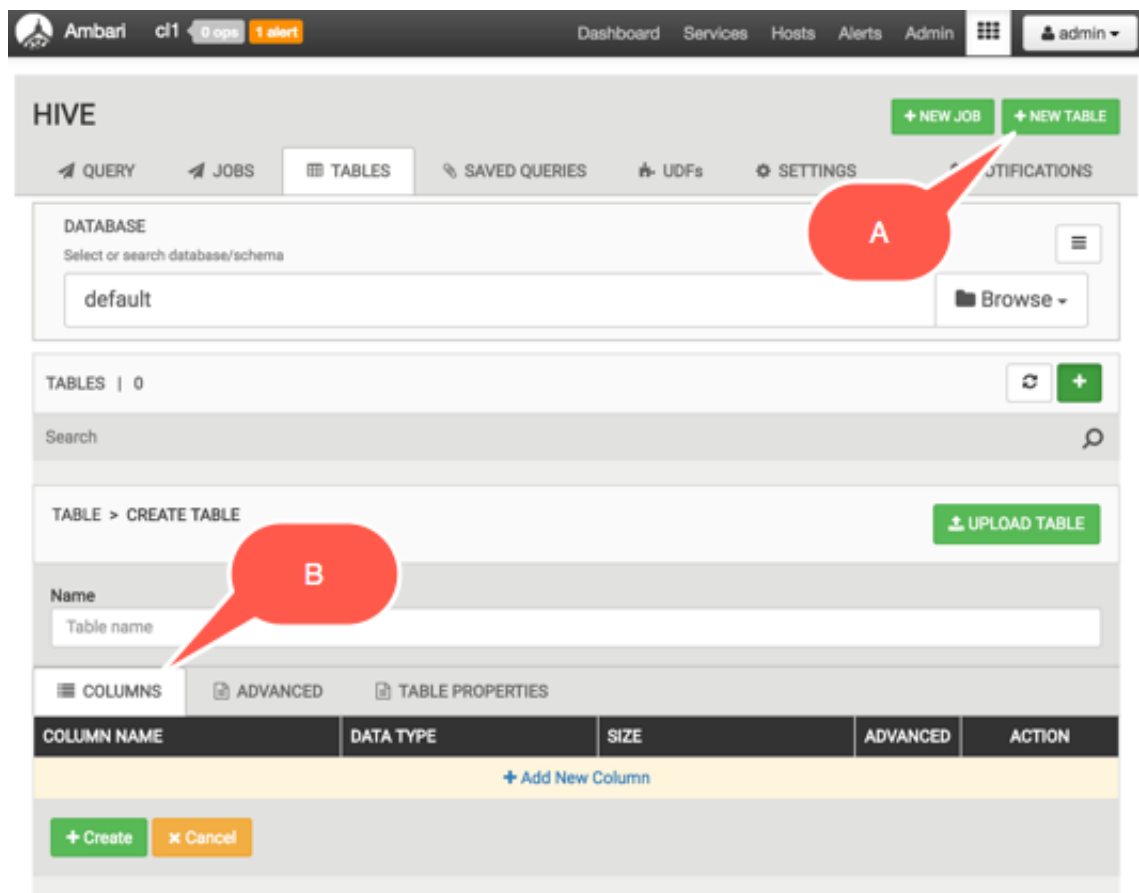 Ambari cl1 0 ops 1 alert Dashboard Services Hosts Alerts Admin admin
HIVE + NEW JOB + NEW TABLE
QUERY JOBS TABLES SAVED QUERIES UDFs SETTINGS OTIFICATIONS
DATABASE
A
Select or search database/schema
default Browse
TABLES | 0
Search
TABLE > CREATE TABLE UPLOAD TABLE
B
Name
Table name
COLUMNS ADVANCED TABLE PROPERTIES
COLUMN NAME DATA TYPE SIZE ADVANCED ACTION
+ Add New Column
+ Create × Cancel